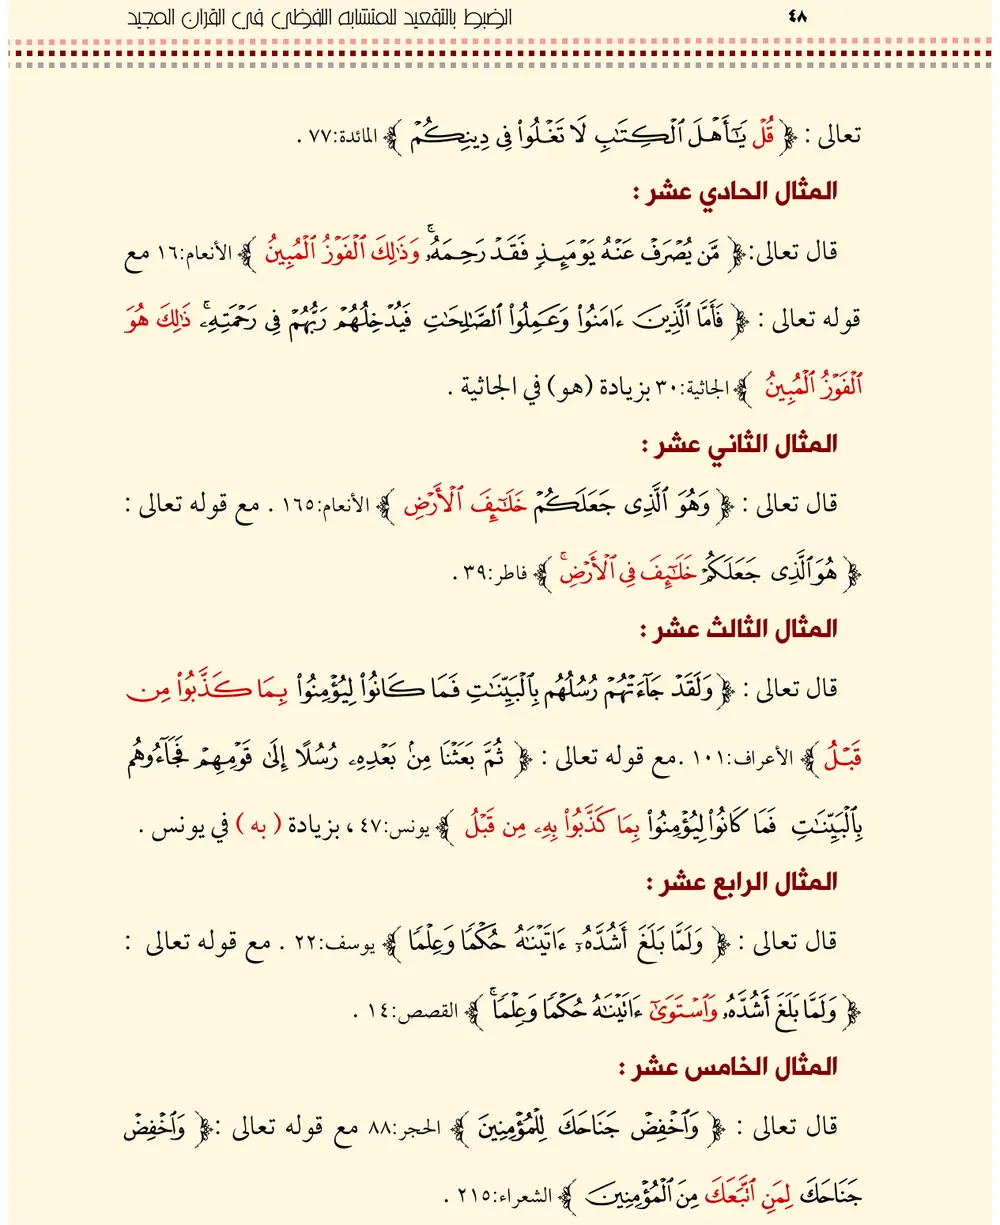 ٤٨ الضبط بالتقعيد للمتشابه اللفظي في القرآن المجيد
تعالى : ﴿ قُلْ يَـٰٓأَهْلَ ٱلْكِتَـٰبِ لَا تَغْلُوا۟ فِى دِينِكُمْ ﴾ المائدة:٧٧ .
المثال الحادي عشر :
قال تعالى:﴿ مَّن يُصْرَفْ عَنْهُ يَوْمَئِذٍ فَقَدْ رَحِمَهُۥ ۚ وَذَٰلِكَ ٱلْفَوْزُ ٱلْمُبِينُ ﴾ الأنعام:١٦ مع
قوله تعالى : ﴿ فَأَمَّا ٱلَّذِينَ ءَامَنُوا۟ وَعَمِلُوا۟ ٱلصَّـٰلِحَـٰتِ فَيُدْخِلُهُمْ رَبُّهُمْ فِى رَحْمَتِهِۦ ۚ ذَٰلِكَ هُوَ
ٱلْفَوْزُ ٱلْمُبِينُ ﴾ الجاثية:٣٠ بزيادة (هو) في الجاثية .
المثال الثاني عشر :
قال تعالى : ﴿ وَهُوَ ٱلَّذِى جَعَلَكُمْ خَلَـٰٓئِفَ ٱلْأَرْضِ ﴾ الأنعام:١٦٥ . مع قوله تعالى :
﴿ هُوَ ٱلَّذِى جَعَلَكُمْ خَلَـٰٓئِفَ فِى ٱلْأَرْضِ ۚ ﴾ فاطر:٣٩ .
المثال الثالث عشر :
قال تعالى : ﴿ وَلَقَدْ جَآءَتْهُمْ رُسُلُهُم بِٱلْبَيِّنَـٰتِ فَمَا كَانُوا۟ لِيُؤْمِنُوا۟ بِمَا كَذَّبُوا۟ مِن
قَبْلُ ﴾ الأعراف:١٠١ .مع قوله تعالى : ﴿ ثُمَّ بَعَثْنَا مِنۢ بَعْدِهِۦ رُسُلًا إِلَىٰ قَوْمِهِمْ فَجَآءُوهُم
بِٱلْبَيِّنَـٰتِ فَمَا كَانُوا۟ لِيُؤْمِنُوا۟ بِمَا كَذَّبُوا۟ بِهِۦ مِن قَبْلُ ﴾ يونس:٤٧ ، بزيادة ( به ) في يونس .
المثال الرابع عشر :
قال تعالى : ﴿ وَلَمَّا بَلَغَ أَشُدَّهُۥٓ ءَاتَيْنَـٰهُ حُكْمًا وَعِلْمًا ﴾ يوسف:٢٢ . مع قوله تعالى :
﴿ وَلَمَّا بَلَغَ أَشُدَّهُۥ وَٱسْتَوَىٰٓ ءَاتَيْنَـٰهُ حُكْمًا وَعِلْمًا ۚ ﴾ القصص:١٤ .
المثال الخامس عشر :
قال تعالى : ﴿ وَٱخْفِضْ جَنَاحَكَ لِلْمُؤْمِنِينَ ﴾ الحجر:٨٨ مع قوله تعالى :﴿ وَٱخْفِضْ
جَنَاحَكَ لِمَنِ ٱتَّبَعَكَ مِنَ ٱلْمُؤْمِنِينَ ﴾ الشعراء:٢١٥ .